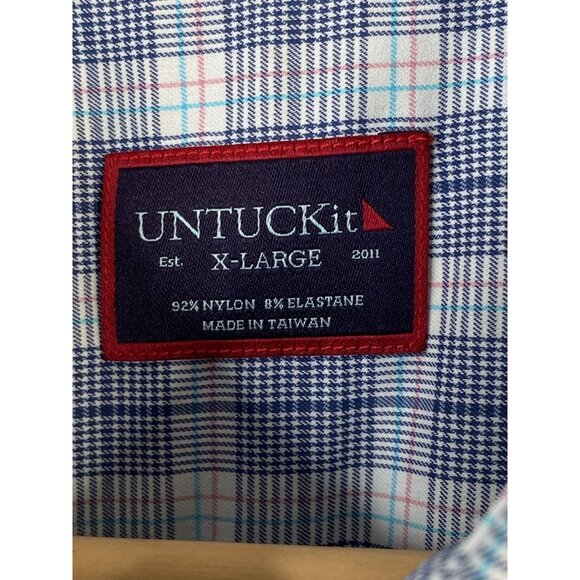 UNTUCKit
Est. X-LARGE 2011
92% NYLON 8% ELASTANE
MADE IN TAIWAN